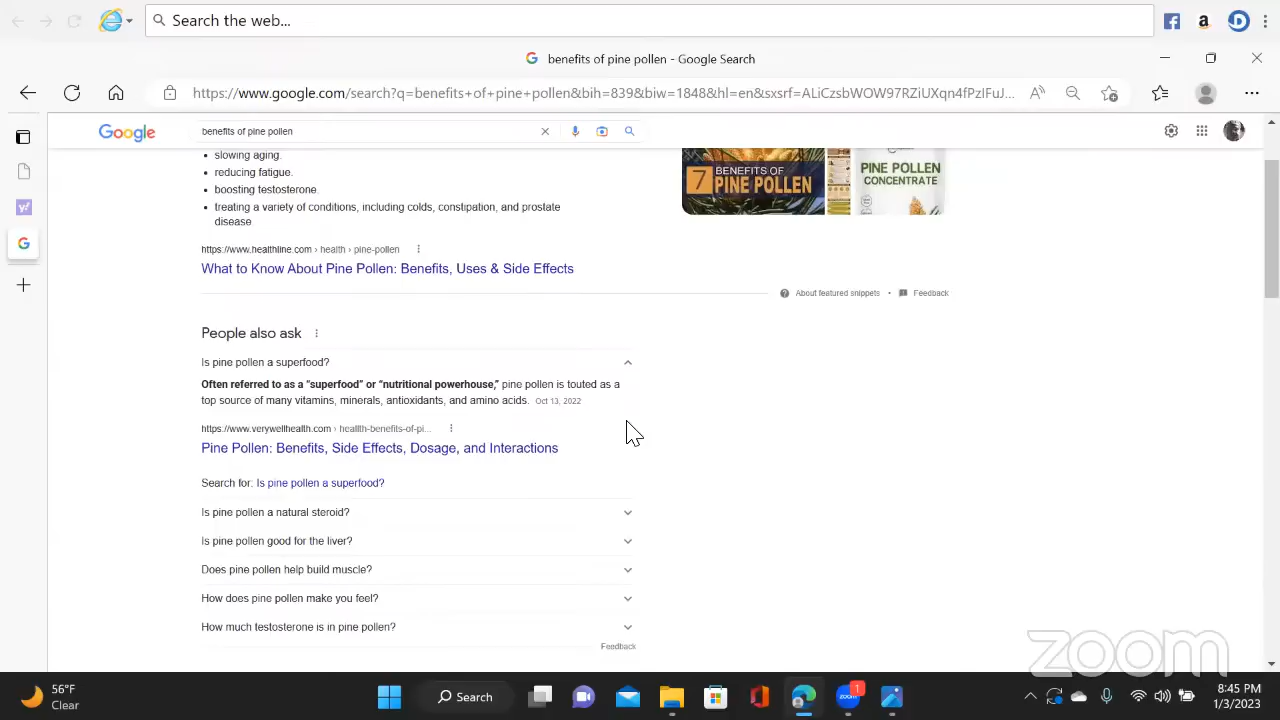 Search the web...
benefits of pine pollen - Google Search
https://www.google.com/search?q=benefits+of+pine+pollen&bih=839&biw=1848&hl=en&sxsrf=ALiCzsbWOW97RZiUXqn4fPzIFuJ...
Google
benefits of pine pollen
slowing aging.
reducing fatigue.
boosting testosterone.
treating a variety of conditions, including colds, constipation, and prostate
disease
7 BENEFITS OF
PINE POLLEN
PINE POLLEN
CONCENTRATE
https://www.healthline.com › health › pine-pollen
What to Know About Pine Pollen: Benefits, Uses & Side Effects
About featured snippets • Feedback
People also ask
Is pine pollen a superfood?
Often referred to as a “superfood” or “nutritional powerhouse,” pine pollen is touted as a
top source of many vitamins, minerals, antioxidants, and amino acids. Oct 13, 2022
https://www.verywellhealth.com › heallth-benefits-of-pi...
Pine Pollen: Benefits, Side Effects, Dosage, and Interactions
Search for: Is pine pollen a superfood?
Is pine pollen a natural steroid?
Is pine pollen good for the liver?
Does pine pollen help build muscle?
How does pine pollen make you feel?
How much testosterone is in pine pollen?
Feedback
zoom
56°F
Clear
Search
zoom
1
8:45 PM
1/3/2023